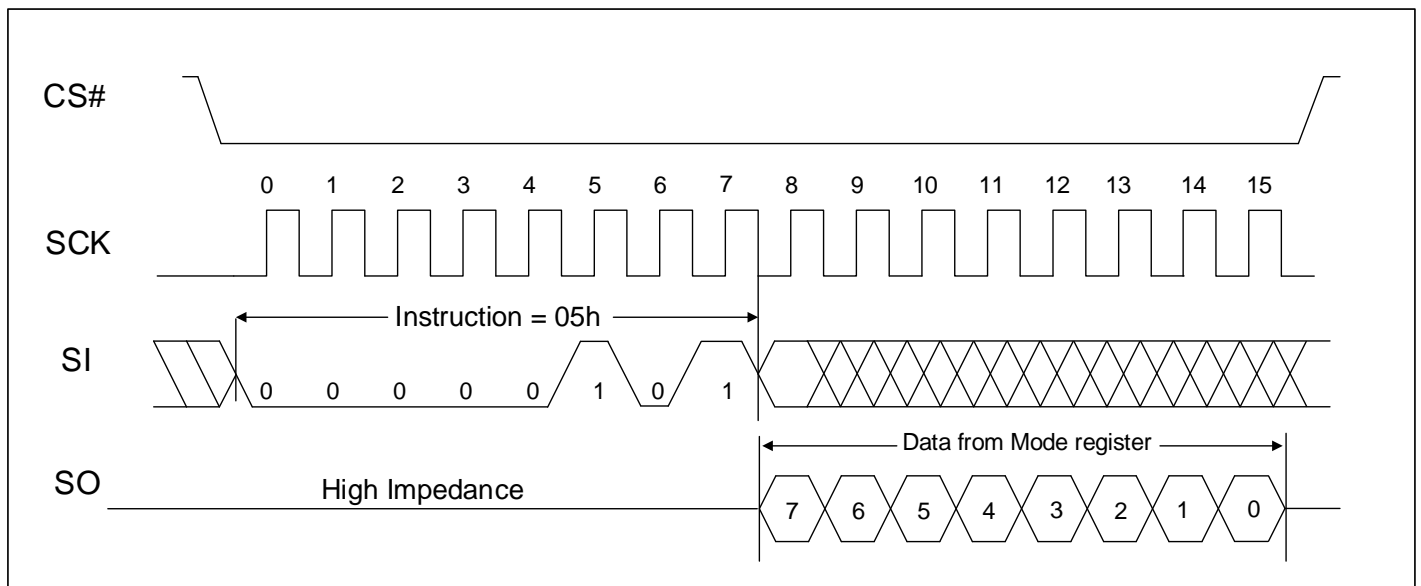 CS#
0 1 2 3 4 5 6 7 8 9 10 11 12 13 14 15
SCK
Instruction = 05h
SI
0 0 0 0 0 1 0 1
Data from Mode register
SO
High Impedance
7 6 5 4 3 2 1 0